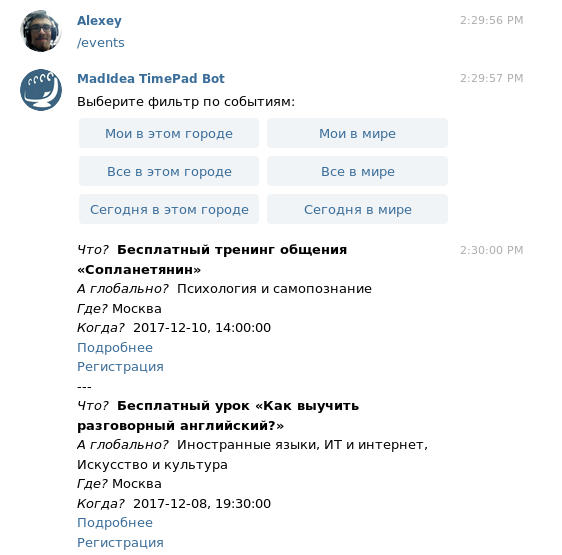 Alexey 2:29:56 PM
/events
MadIdea TimePad Bot 2:29:57 PM
Выберите фильтр по событиям:
Мои в этом городе Мои в мире
Все в этом городе Все в мире
Сегодня в этом городе Сегодня в мире
Что? Бесплатный тренинг общения 2:30:00 PM
«Сопланетянин»
А глобально? Психология и самопознание
Где? Москва
Когда? 2017-12-10, 14:00:00
Подробнее
Регистрация
---
Что? Бесплатный урок «Как выучить
разговорный английский?»
А глобально? Иностранные языки, ИТ и интернет,
Искусство и культура
Где? Москва
Когда? 2017-12-08, 19:30:00
Подробнее
Регистрация